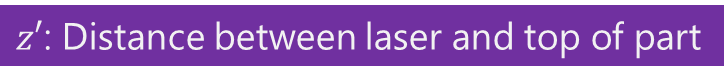 z′: Distance between laser and top of part